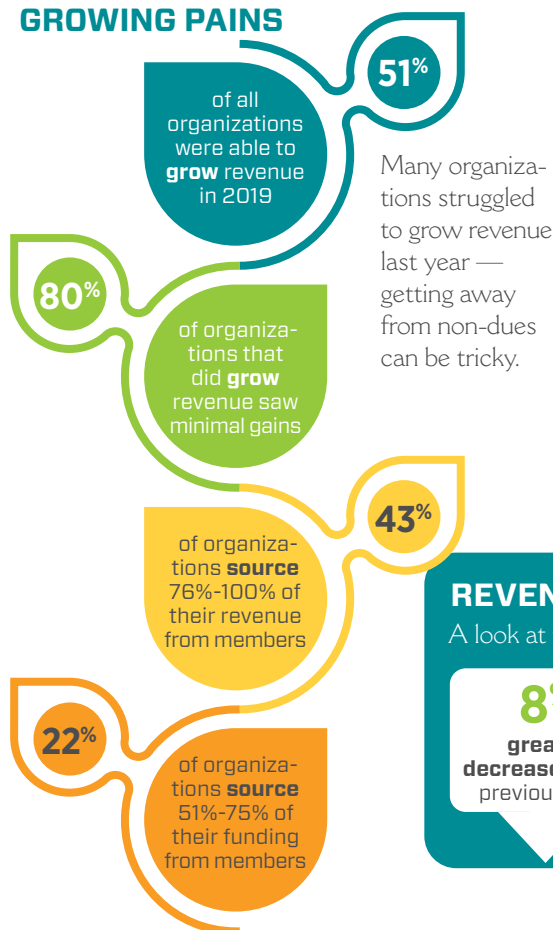 GROWING PAINS
51%
of all
organizations
were able to
grow revenue
in 2019
Many organiza-
tions struggled
to grow revenue
last year —
getting away
from non-dues
can be tricky.
80%
of organiza-
tions that
did grow
revenue saw
minimal gains
43%
of organiza-
tions source
76%-100% of
their revenue
from members
22%
of organiza-
tions source
51%-75% of
their funding
from members
A look at
8%